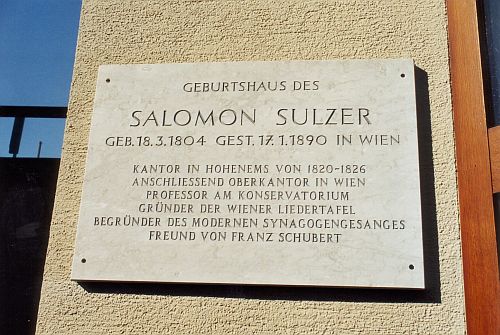 GEBURTSHAUS DES
SALOMON SULZER
GEB. 18.3.1804 GEST. 17.1.1890 IN WIEN
KANTOR IN HOHENEMS VON 1820-1826
ANSCHLIESSEND OBERKANTOR IN WIEN
PROFESSOR AM KONSERVATORIUM
GRÜNDER DER WIENER LIEDERTAFEL
BEGRÜNDER DES MODERNEN SYNAGOGENGESANGES
FREUND VON FRANZ SCHUBERT